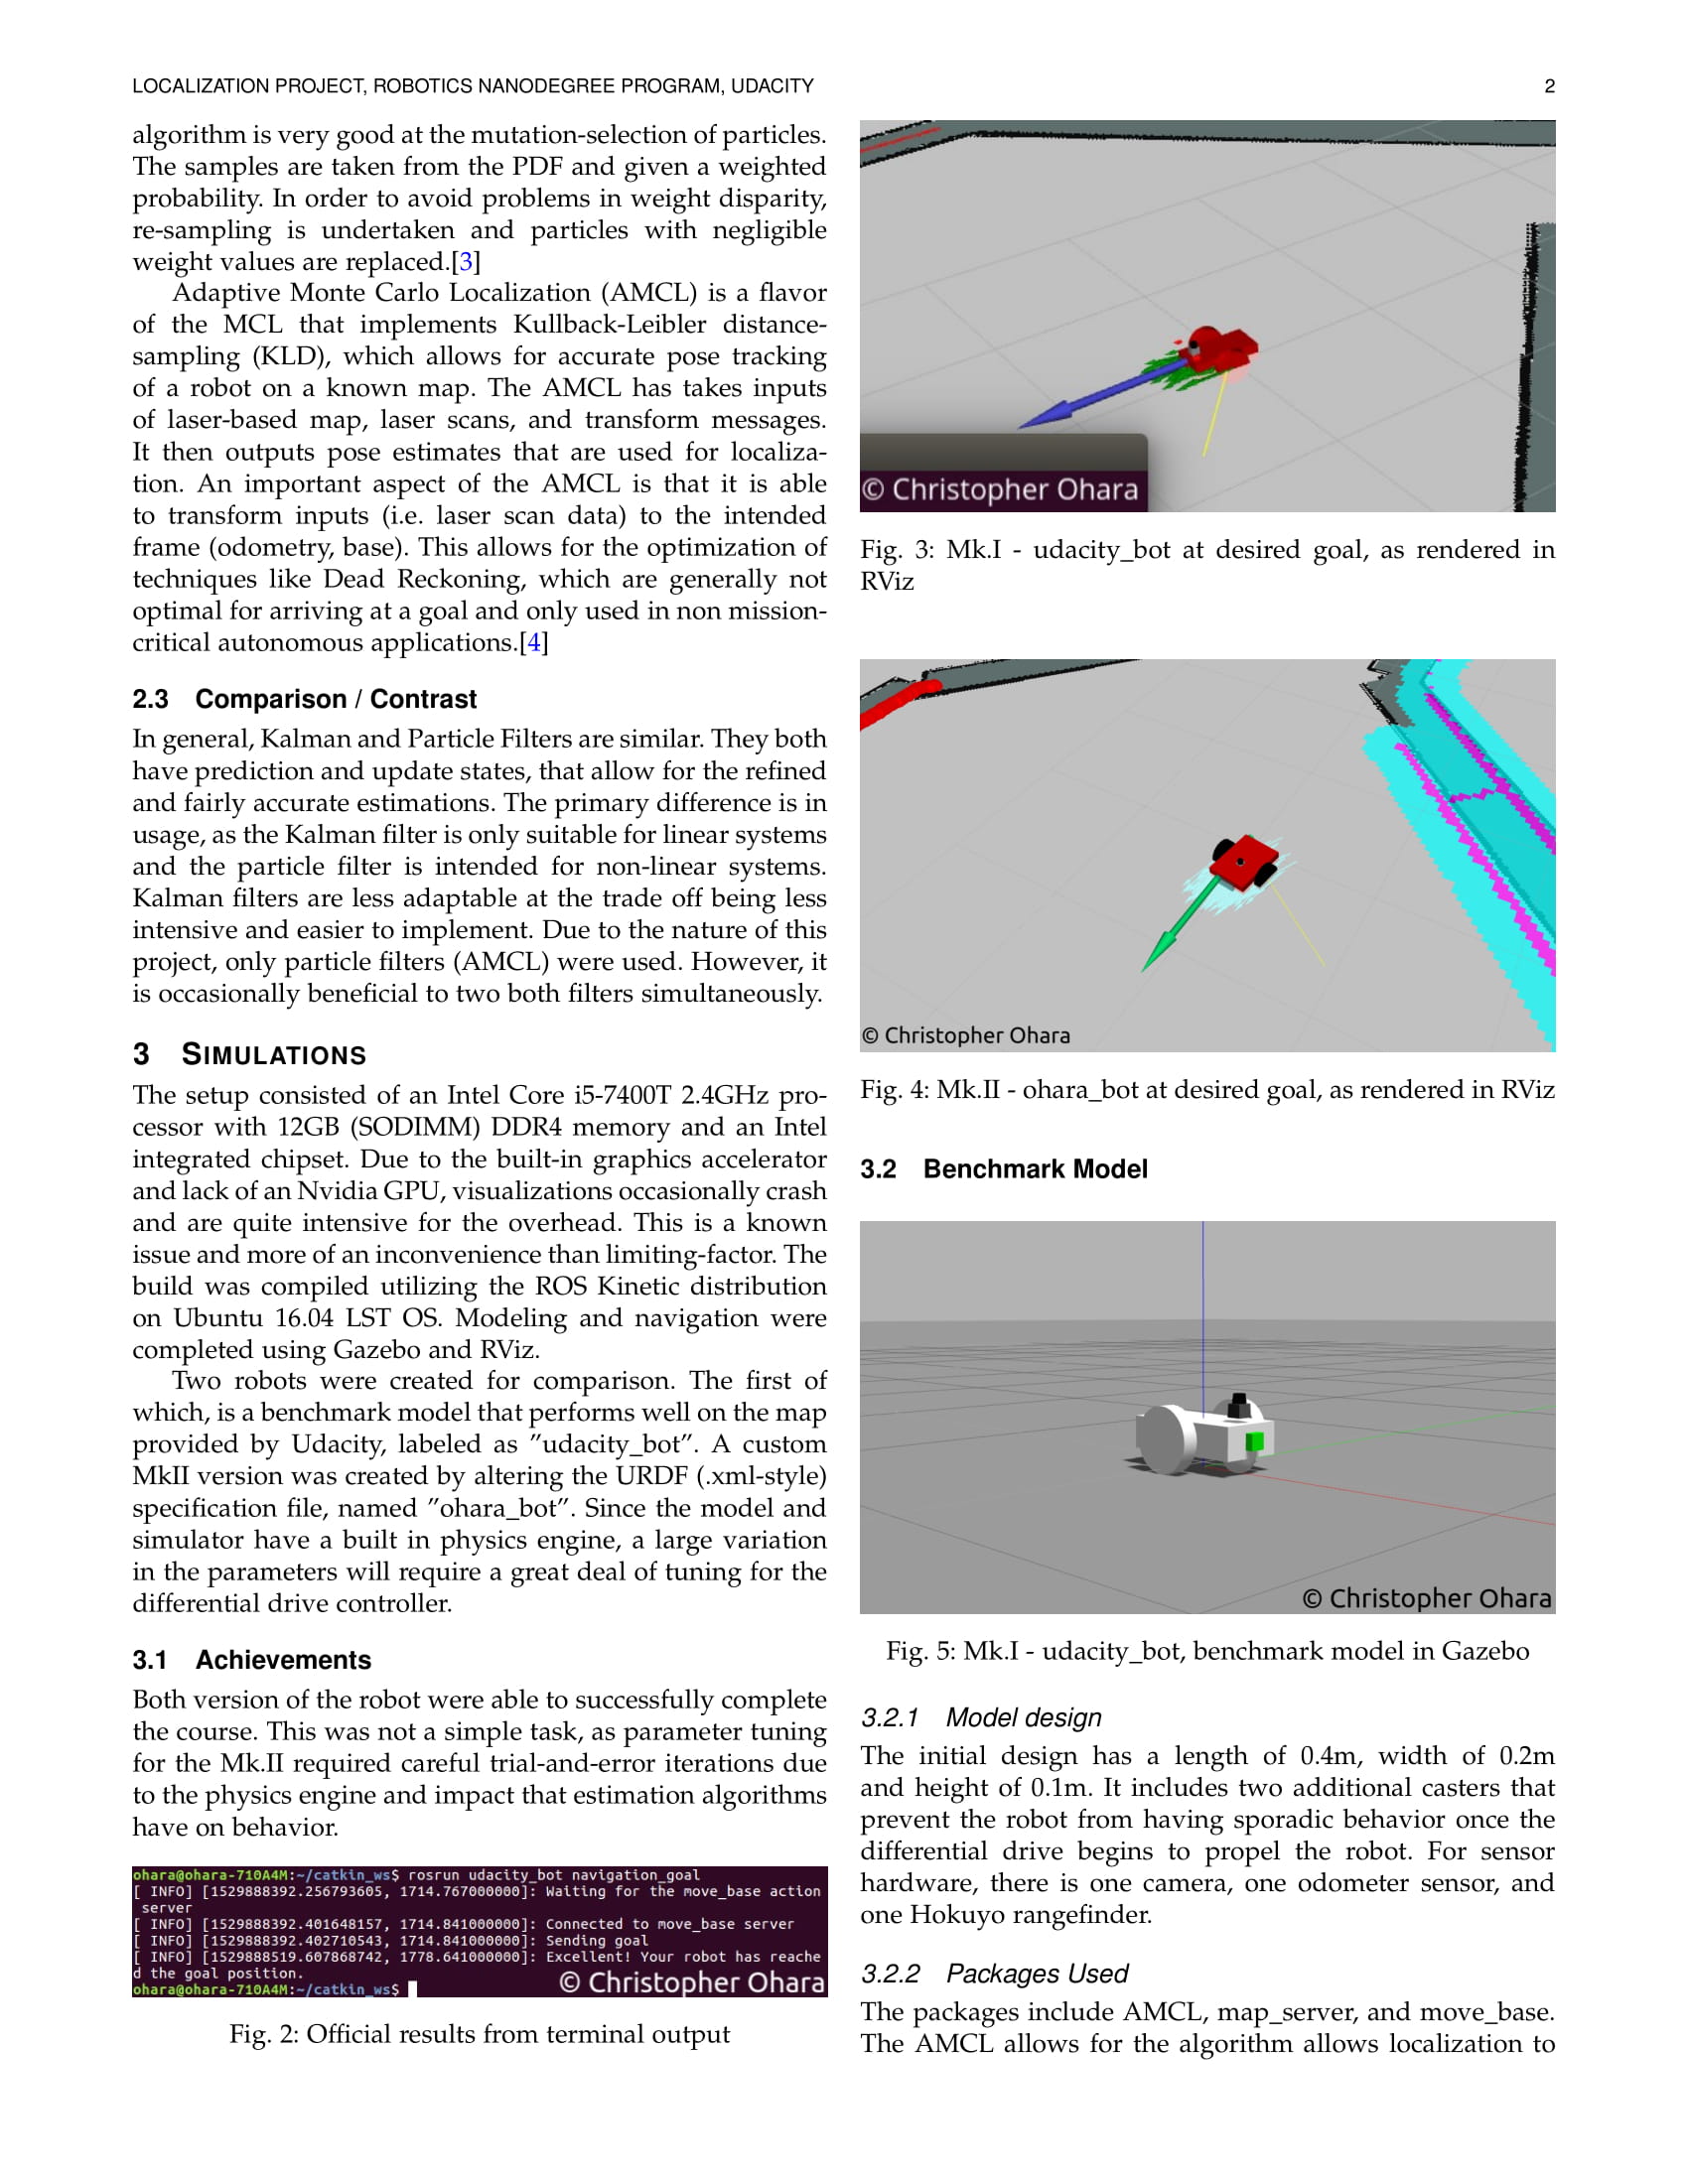 LOCALIZATION PROJECT, ROBOTICS NANODEGREE PROGRAM, UDACITY 2
algorithm is very good at the mutation-selection of particles.
The samples are taken from the PDF and given a weighted
probability. In order to avoid problems in weight disparity,
re-sampling is undertaken and particles with negligible
weight values are replaced.[3]
Adaptive Monte Carlo Localization (AMCL) is a flavor
of the MCL that implements Kullback-Leibler distance-
sampling (KLD), which allows for accurate pose tracking
of a robot on a known map. The AMCL has takes inputs
of laser-based map, laser scans, and transform messages.
It then outputs pose estimates that are used for localiza-
tion. An important aspect of the AMCL is that it is able
to transform inputs (i.e. laser scan data) to the intended
frame (odometry, base). This allows for the optimization of
techniques like Dead Reckoning, which are generally not
optimal for arriving at a goal and only used in non mission-
critical autonomous applications.[4]
2.3 Comparison / Contrast
In general, Kalman and Particle Filters are similar. They both
have prediction and update states, that allow for the refined
and fairly accurate estimations. The primary difference is in
usage, as the Kalman filter is only suitable for linear systems
and the particle filter is intended for non-linear systems.
Kalman filters are less adaptable at the trade off being less
intensive and easier to implement. Due to the nature of this
project, only particle filters (AMCL) were used. However, it
is occasionally beneficial to two both filters simultaneously.
3 SIMULATIONS
The setup consisted of an Intel Core i5-7400T 2.4GHz pro-
cessor with 12GB (SODIMM) DDR4 memory and an Intel
integrated chipset. Due to the built-in graphics accelerator
and lack of an Nvidia GPU, visualizations occasionally crash
and are quite intensive for the overhead. This is a known
issue and more of an inconvenience than limiting-factor. The
build was compiled utilizing the ROS Kinetic distribution
on Ubuntu 16.04 LST OS. Modeling and navigation were
completed using Gazebo and RViz.
Two robots were created for comparison. The first of
which, is a benchmark model that performs well on the map
provided by Udacity, labeled as ”udacity_bot”. A custom
MkII version was created by altering the URDF (.xml-style)
specification file, named ”ohara_bot”. Since the model and
simulator have a built in physics engine, a large variation
in the parameters will require a great deal of tuning for the
differential drive controller.
3.1 Achievements
Both version of the robot were able to successfully complete
the course. This was not a simple task, as parameter tuning
for the Mk.II required careful trial-and-error iterations due
to the physics engine and impact that estimation algorithms
have on behavior.
ohara@ohara-710A4M:~/catkin_ws$ rosrun udacity_bot navigation_goal
[ INFO] [1529888392.256793605, 1714.767000000]: Waiting for the move_base action
server
[ INFO] [1529888392.401648157, 1714.841000000]: Connected to move_base server
[ INFO] [1529888392.402710543, 1714.841000000]: Sending goal
[ INFO] [1529888519.607868742, 1778.641000000]: Excellent! Your robot has reache
d the goal position.
ohara@ohara-710A4M:~/catkin_ws$
© Christopher Ohara
Fig. 2: Official results from terminal output
© Christopher Ohara
Fig. 3: Mk.I - udacity_bot at desired goal, as rendered in
RViz
© Christopher Ohara
Fig. 4: Mk.II - ohara_bot at desired goal, as rendered in RViz
3.2 Benchmark Model
© Christopher Ohara
Fig. 5: Mk.I - udacity_bot, benchmark model in Gazebo
3.2.1 Model design
The initial design has a length of 0.4m, width of 0.2m
and height of 0.1m. It includes two additional casters that
prevent the robot from having sporadic behavior once the
differential drive begins to propel the robot. For sensor
hardware, there is one camera, one odometer sensor, and
one Hokuyo rangefinder.
3.2.2 Packages Used
The packages include AMCL, map_server, and move_base.
The AMCL allows for the algorithm allows localization to